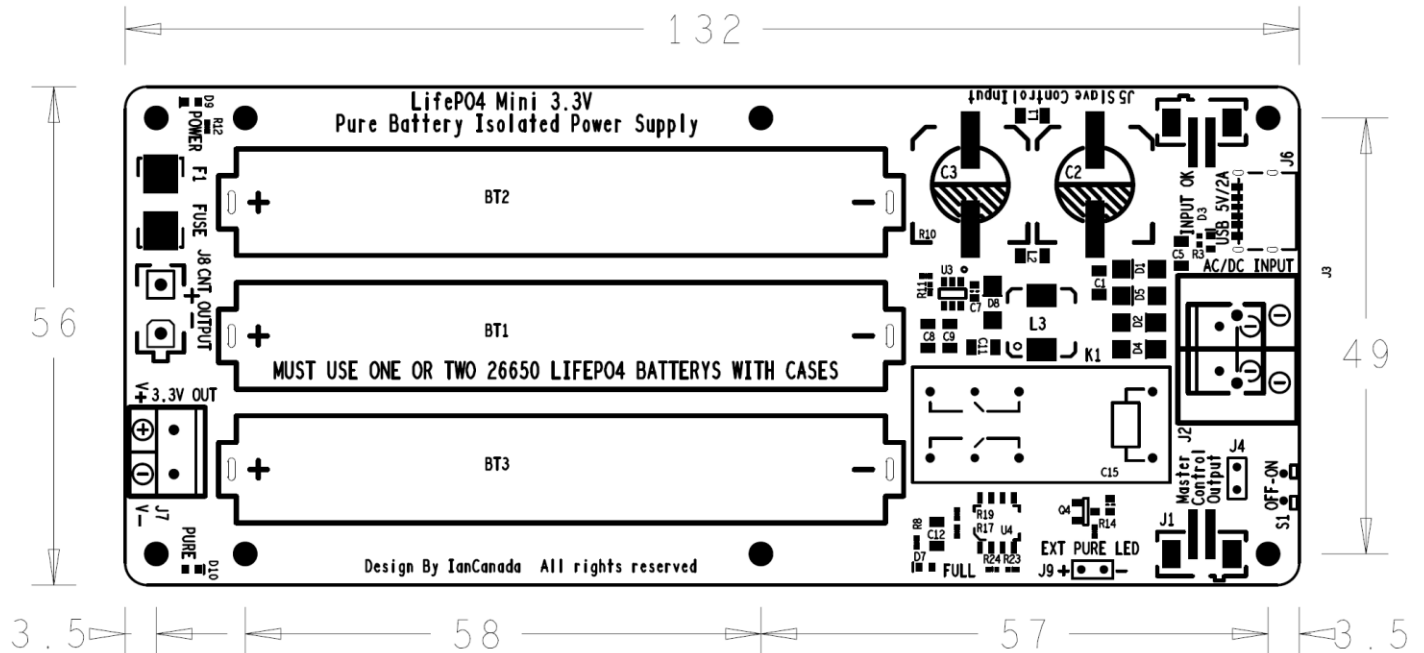 132
LifePO4 Mini 3.3V
Pure Battery Isolated Power Supply
J5 Slave Control Input
D9
R12
POWER
F1
FUSE
J8 CNT OUTPUT
+
-
BT2
+
-
C3
C2
L1
L2
R10
J6
INPUT OK
D3
USB 5V/2A
R3
C5
AC/DC INPUT
J3
56
49
BT1
MUST USE ONE OR TWO 26650 LIFEPO4 BATTERYS WITH CASES
U3
R11
C7
D8
C8
C9
C11
L3
C1
D1
D5
D2
D4
K1
V+
+ 3.3V OUT
V-
J7
BT3
+
-
C15
J2
J4
Master
Control
Output
OFF-ON
S1
J1
PURE
D10
Design By IanCanada All rights reserved
R8
C12
D7
FULL
R19
R17
U4
R24
R23
Q4
R14
EXT PURE LED
J9 + -
3.5
58
57
3.5